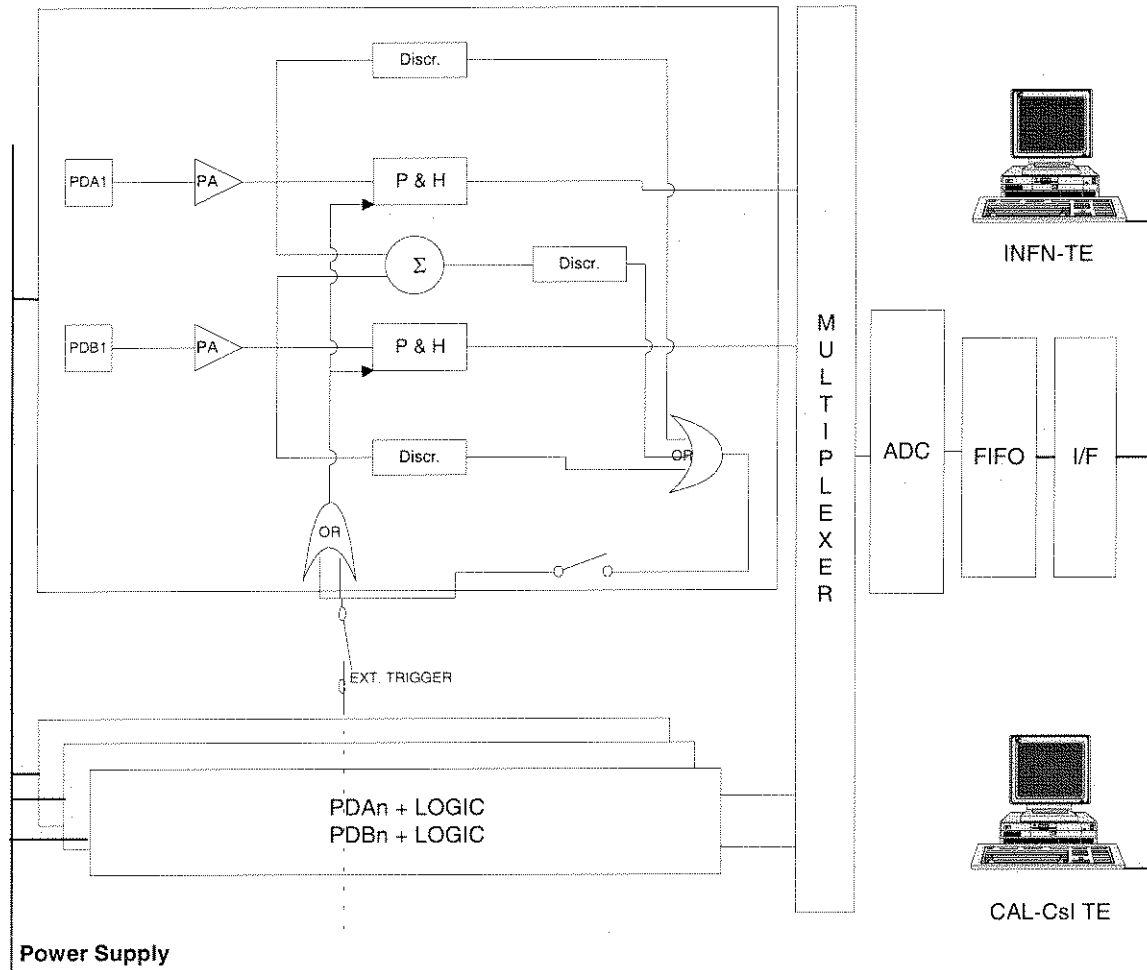 Discr.
PDA1
PA
P & H
INFN-TE
Σ
Discr.
PDB1
PA
P & H
MULTIPLEXER
Discr.
OR
ADC
FIFO
I/F
OR
EXT. TRIGGER
PDAn + LOGIC
PDBn + LOGIC
CAL-CsI TE
Power Supply